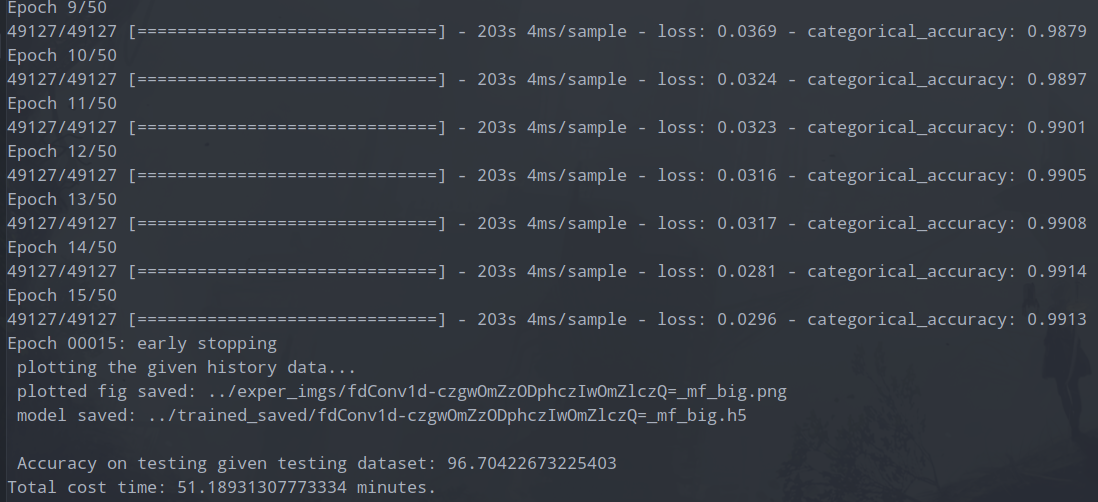 Epoch 9/50
49127/49127 [==============================] - 203s 4ms/sample - loss: 0.0369 - categorical_accuracy: 0.9879
Epoch 10/50
49127/49127 [==============================] - 203s 4ms/sample - loss: 0.0324 - categorical_accuracy: 0.9897
Epoch 11/50
49127/49127 [==============================] - 203s 4ms/sample - loss: 0.0323 - categorical_accuracy: 0.9901
Epoch 12/50
49127/49127 [==============================] - 203s 4ms/sample - loss: 0.0316 - categorical_accuracy: 0.9905
Epoch 13/50
49127/49127 [==============================] - 203s 4ms/sample - loss: 0.0317 - categorical_accuracy: 0.9908
Epoch 14/50
49127/49127 [==============================] - 203s 4ms/sample - loss: 0.0281 - categorical_accuracy: 0.9914
Epoch 15/50
49127/49127 [==============================] - 203s 4ms/sample - loss: 0.0296 - categorical_accuracy: 0.9913
Epoch 00015: early stopping
plotting the given history data...
plotted fig saved: ../exper_imgs/fdConv1d-czgwOmZzODphczIwOmZlczQ=_mf_big.png
model saved: ../trained_saved/fdConv1d-czgwOmZzODphczIwOmZlczQ=_mf_big.h5
Accuracy on testing given testing dataset: 96.70422673225403
Total cost time: 51.18931307773334 minutes.